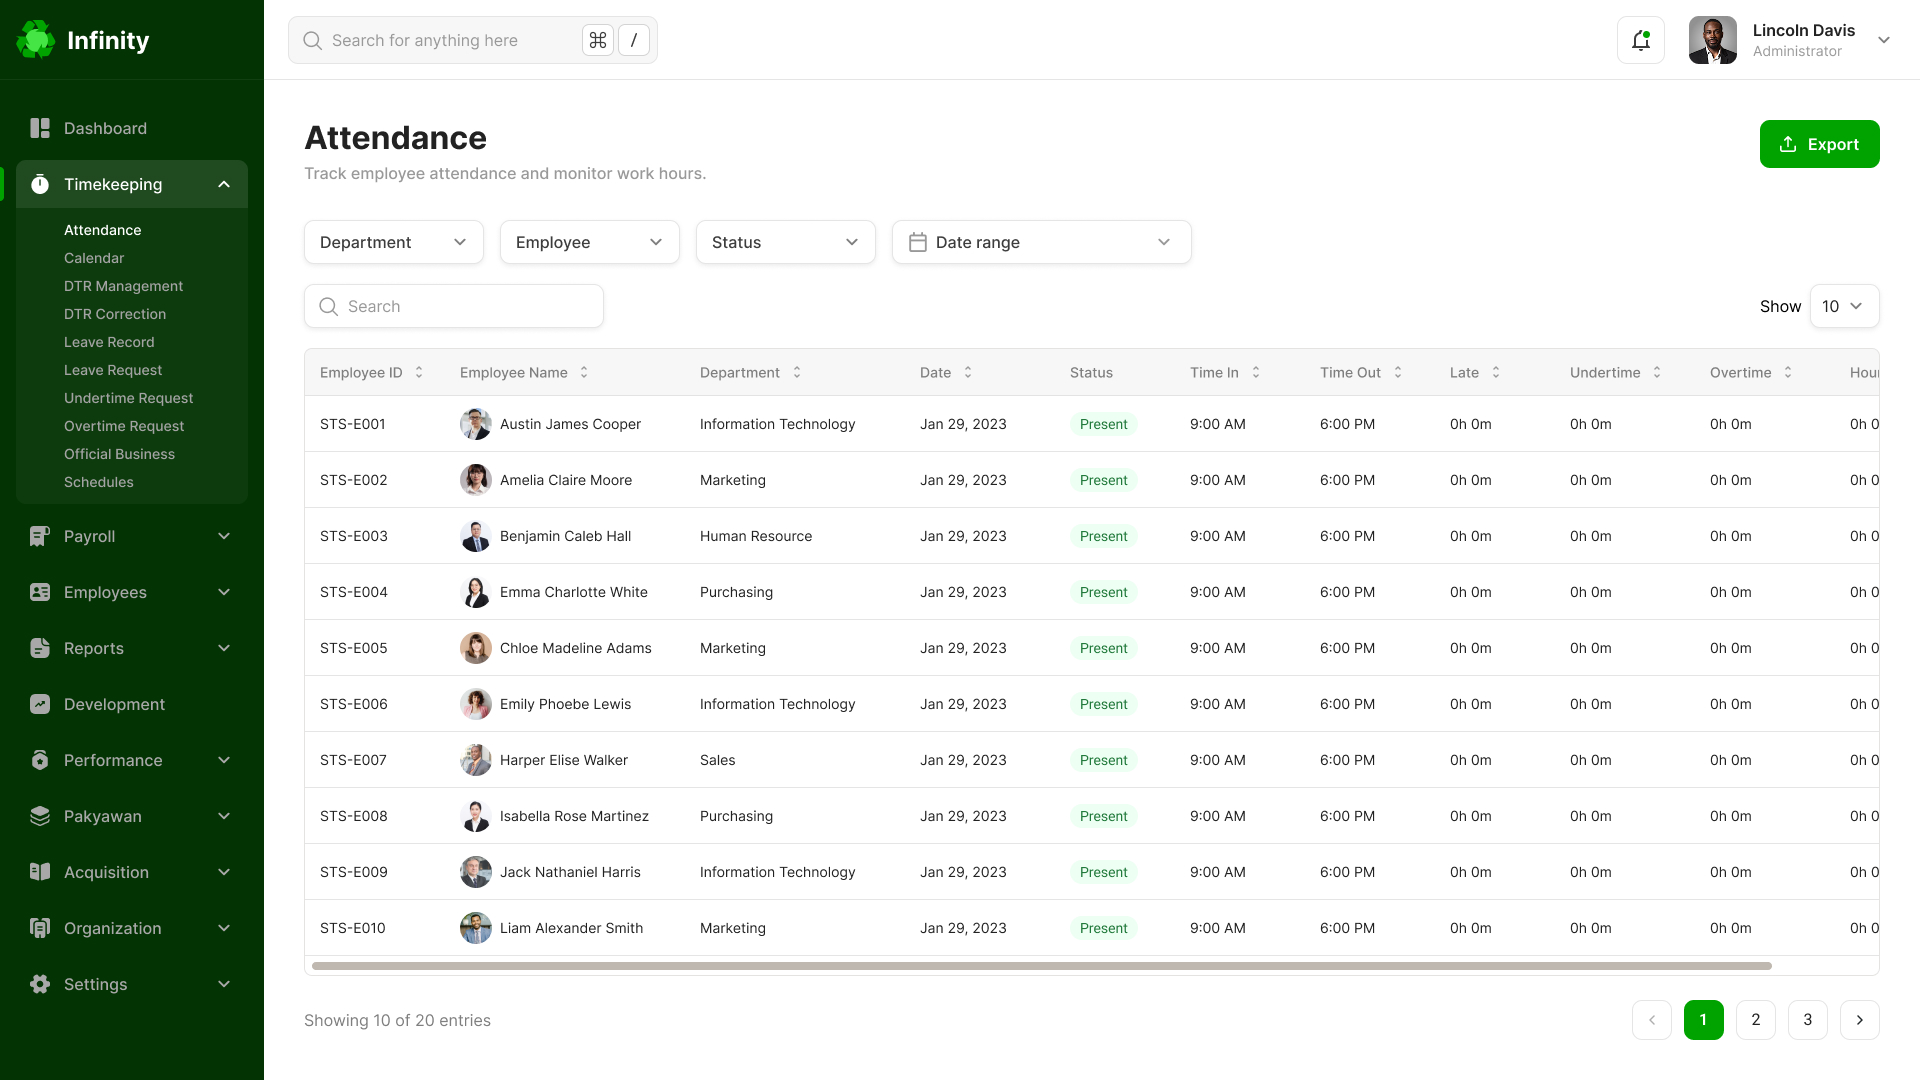 Infinity
Search for anything here
⌘ /
Lincoln Davis
Administrator
Dashboard
Timekeeping
Attendance
Calendar
DTR Management
DTR Correction
Leave Record
Leave Request
Undertime Request
Overtime Request
Official Business
Schedules
Payroll
Employees
Reports
Development
Performance
Pakyawan
Acquisition
Organization
Settings
Attendance
Track employee attendance and monitor work hours.
Export
Department Employee Status Date range
Search
Show 10
Employee ID Employee Name Department Date Status Time In Time Out Late Undertime Overtime Hour
STS-E001 Austin James Cooper Information Technology Jan 29, 2023 Present 9:00 AM 6:00 PM 0h 0m 0h 0m 0h 0m 0h 0
STS-E002 Amelia Claire Moore Marketing Jan 29, 2023 Present 9:00 AM 6:00 PM 0h 0m 0h 0m 0h 0m 0h 0
STS-E003 Benjamin Caleb Hall Human Resource Jan 29, 2023 Present 9:00 AM 6:00 PM 0h 0m 0h 0m 0h 0m 0h 0
STS-E004 Emma Charlotte White Purchasing Jan 29, 2023 Present 9:00 AM 6:00 PM 0h 0m 0h 0m 0h 0m 0h 0
STS-E005 Chloe Madeline Adams Marketing Jan 29, 2023 Present 9:00 AM 6:00 PM 0h 0m 0h 0m 0h 0m 0h 0
STS-E006 Emily Phoebe Lewis Information Technology Jan 29, 2023 Present 9:00 AM 6:00 PM 0h 0m 0h 0m 0h 0m 0h 0
STS-E007 Harper Elise Walker Sales Jan 29, 2023 Present 9:00 AM 6:00 PM 0h 0m 0h 0m 0h 0m 0h 0
STS-E008 Isabella Rose Martinez Purchasing Jan 29, 2023 Present 9:00 AM 6:00 PM 0h 0m 0h 0m 0h 0m 0h 0
STS-E009 Jack Nathaniel Harris Information Technology Jan 29, 2023 Present 9:00 AM 6:00 PM 0h 0m 0h 0m 0h 0m 0h 0
STS-E010 Liam Alexander Smith Marketing Jan 29, 2023 Present 9:00 AM 6:00 PM 0h 0m 0h 0m 0h 0m 0h 0
Showing 10 of 20 entries
1 2 3